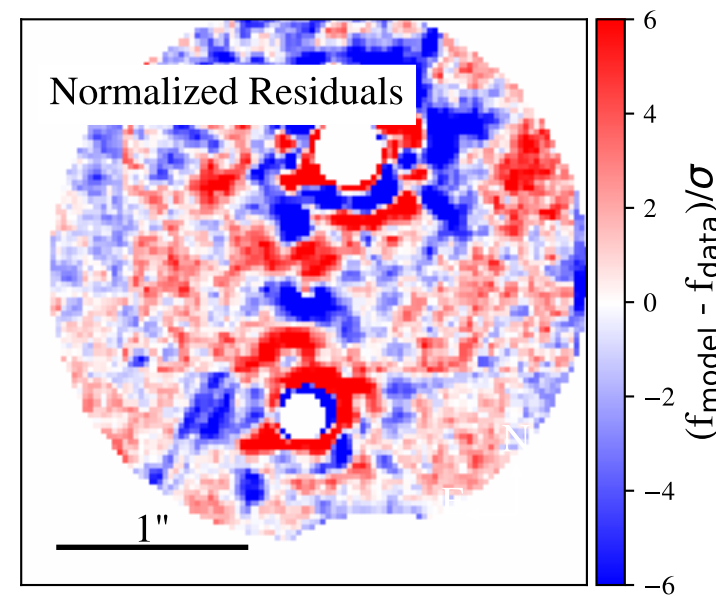 Normalized Residuals
1"
N
E
6
4
2
0
−2
−4
−6
(f_model - f_data)/σ